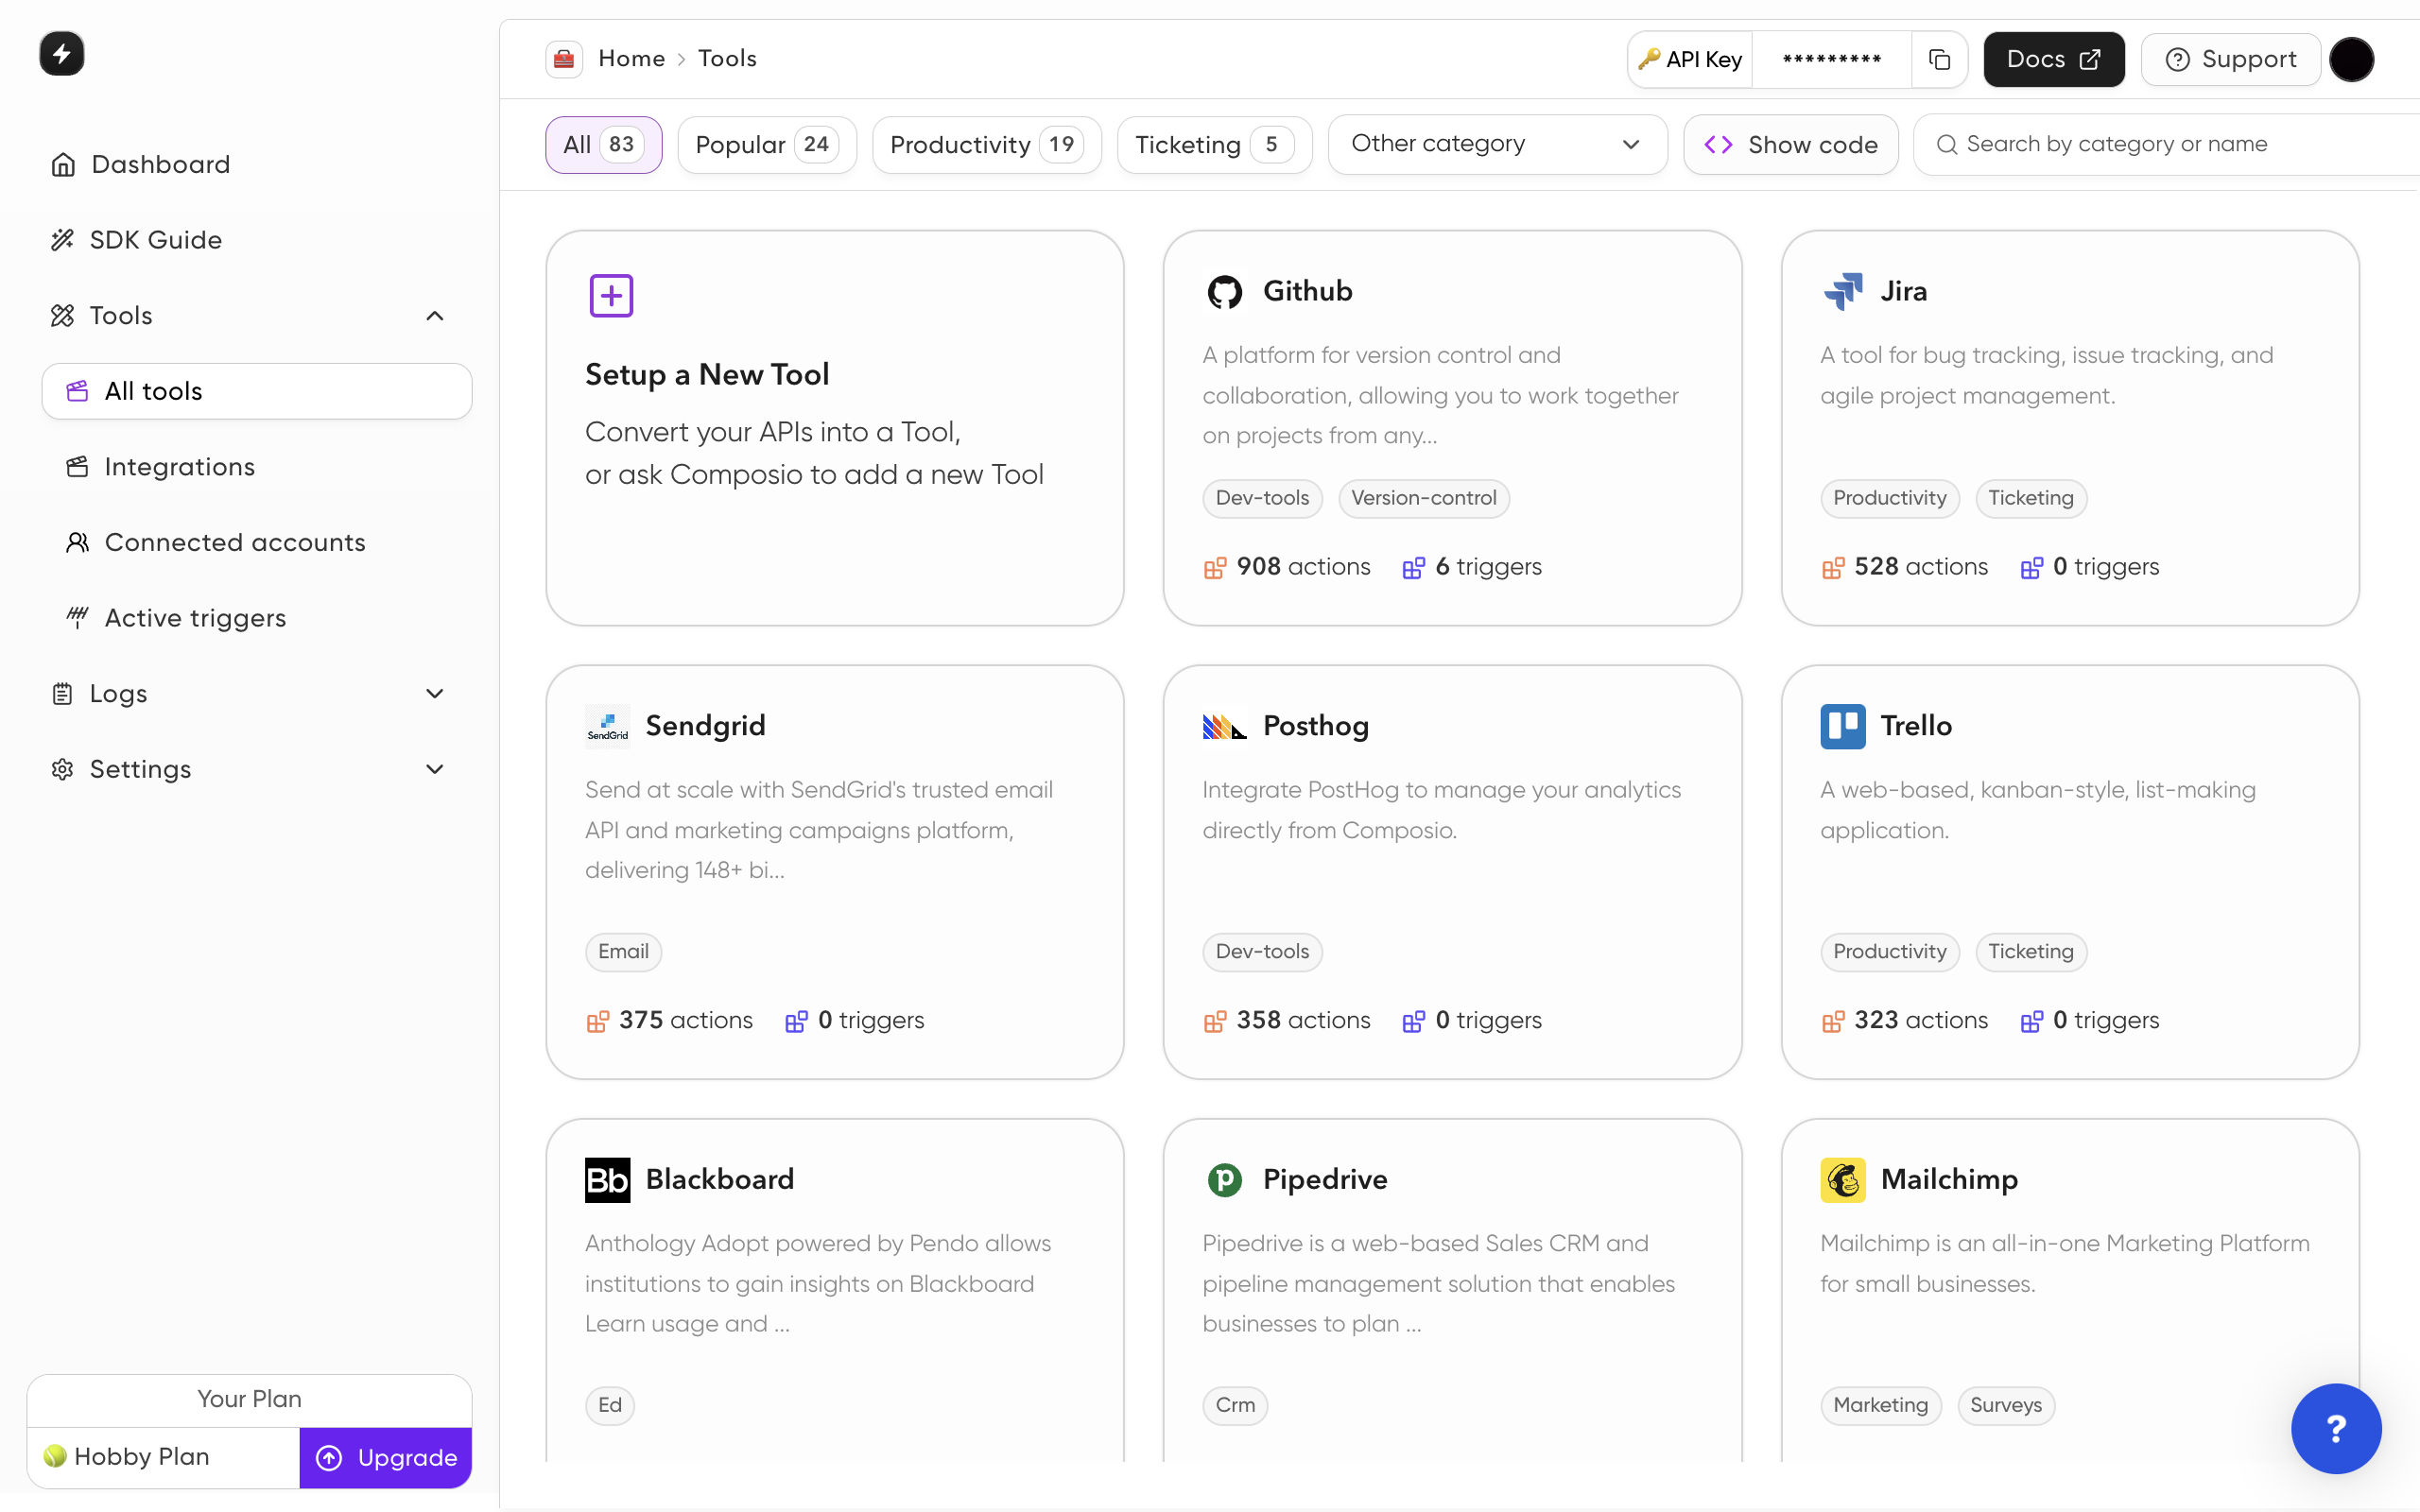 Dashboard
SDK Guide
Tools
All tools
Integrations
Connected accounts
Active triggers
Logs
Settings
Your Plan
Hobby Plan
Upgrade
Home > Tools
API Key
*********
Docs
Support
All 83
Popular 24
Productivity 19
Ticketing 5
Other category
<> Show code
Search by category or name
Setup a New Tool
Convert your APIs into a Tool,
or ask Composio to add a new Tool
Github
A platform for version control and
collaboration, allowing you to work together
on projects from any...
Dev-tools
Version-control
908 actions
6 triggers
Jira
A tool for bug tracking, issue tracking, and
agile project management.
Productivity
Ticketing
528 actions
0 triggers
SendGrid
Sendgrid
Send at scale with SendGrid's trusted email
API and marketing campaigns platform,
delivering 148+ bi...
Email
375 actions
0 triggers
Posthog
Integrate PostHog to manage your analytics
directly from Composio.
Dev-tools
358 actions
0 triggers
Trello
A web-based, kanban-style, list-making
application.
Productivity
Ticketing
323 actions
0 triggers
Bb
Blackboard
Anthology Adopt powered by Pendo allows
institutions to gain insights on Blackboard
Learn usage and ...
Ed
p
Pipedrive
Pipedrive is a web-based Sales CRM and
pipeline management solution that enables
businesses to plan ...
Crm
Mailchimp
Mailchimp is an all-in-one Marketing Platform
for small businesses.
Marketing
Surveys
?